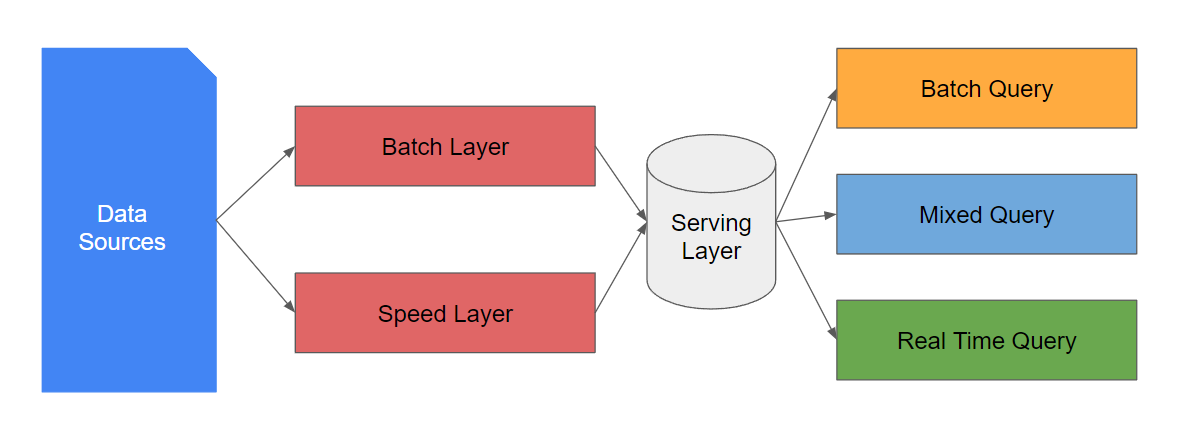 Data
Sources
Batch Layer
Speed Layer
Serving
Layer
Batch Query
Mixed Query
Real Time Query